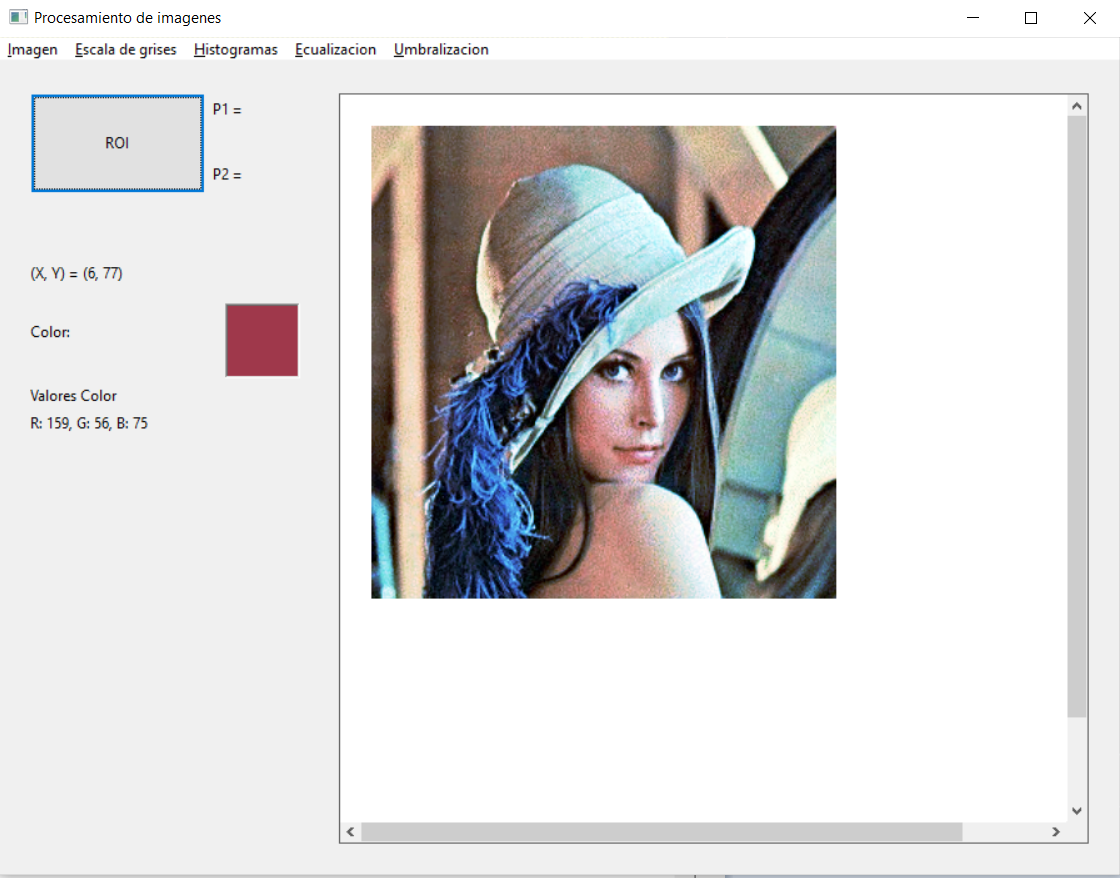 Procesamiento de imagenes
Imagen Escala de grises Histogramas Ecualizacion Umbralizacion
ROI
P1 =
P2 =
(X, Y) = (6, 77)
Color:
Valores Color
R: 159, G: 56, B: 75